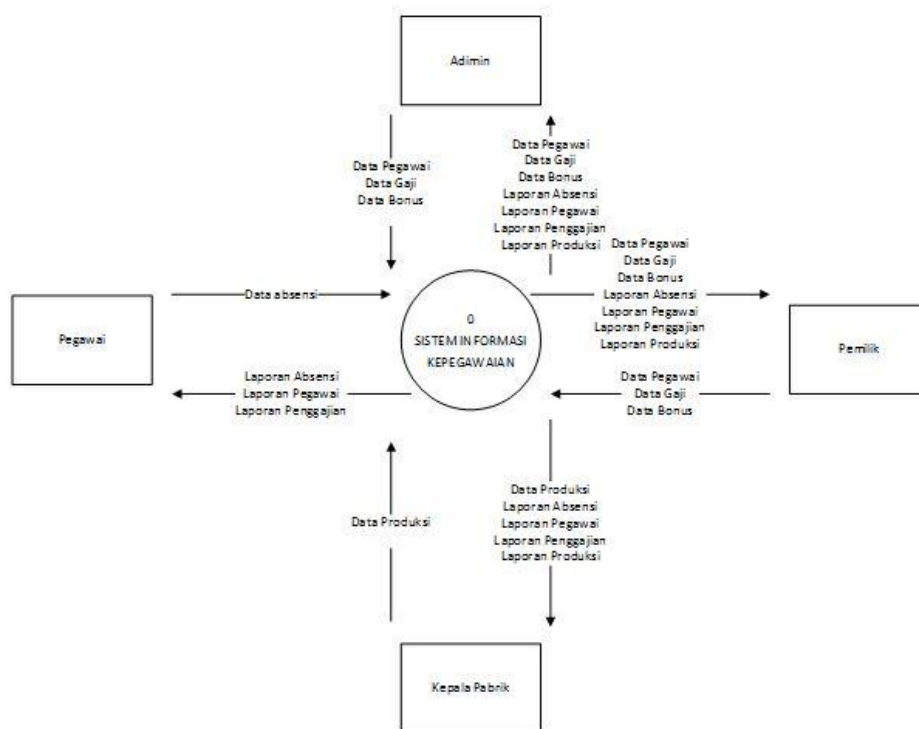 Adimin
Data Pegawai
Data Gaji
Data Bonus
Data Pegawai
Data Gaji
Data Bonus
Laporan Absensi
Laporan Pegawai
Laporan Penggajian
Laporan Produksi
Data Pegawai
Data Gaji
Data Bonus
Laporan Absensi
Laporan Pegawai
Laporan Penggajian
Laporan Produksi
Data absensi
Pegawai
0
SISTEM INFORMASI
KEPEGAWAIAN
Pemilik
Laporan Absensi
Laporan Pegawai
Laporan Penggajian
Data Pegawai
Data Gaji
Data Bonus
Data Produksi
Data Produksi
Laporan Absensi
Laporan Pegawai
Laporan Penggajian
Laporan Produksi
Kepala Pabrik